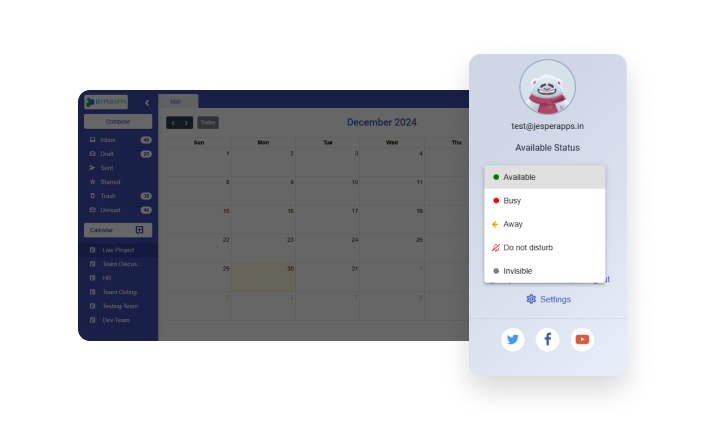 JESPERAPPS
Compose
Inbox 40
Draft
Sent
Starred
Trash
Unread 40
Calendar
Live Project
Team Discus...
HR
Team Outing
Testing Team
Dev Team
Mail
Today
December 2024
Sun Mon Tue Wed Thu
1 2 3 4
8 9 10 11
15 16 17 18
22 23 24 25
29 30 31 1
5 6 7 8
test@jesperapps.in
Available Status
Available
Busy
Away
Do not disturb
Invisible
Settings